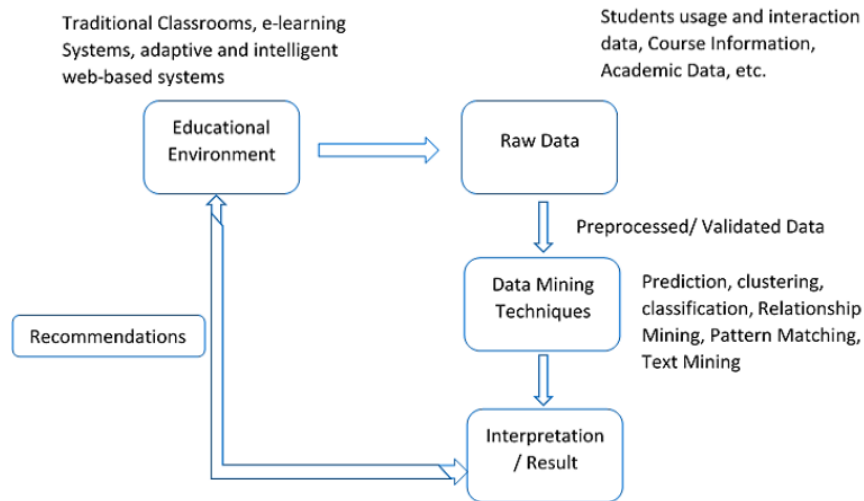 Traditional Classrooms, e-learning
Systems, adaptive and intelligent
web-based systems
Students usage and interaction
data, Course Information,
Academic Data, etc.
Educational
Environment
Raw Data
Preprocessed/ Validated Data
Data Mining
Techniques
Prediction, clustering,
classification, Relationship
Mining, Pattern Matching,
Text Mining
Recommendations
Interpretation
/ Result